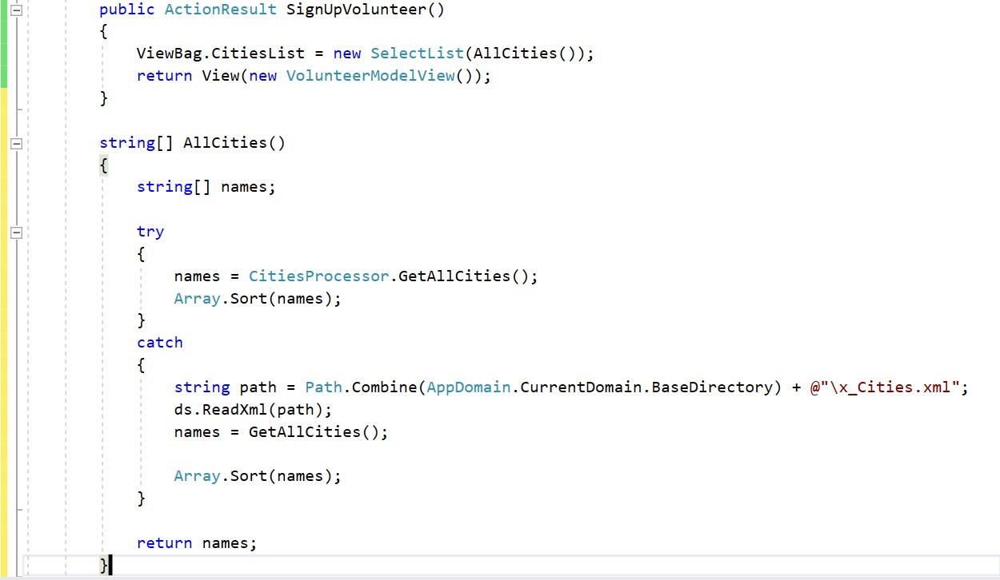 public ActionResult SignUpVolunteer()
{
ViewBag.CitiesList = new SelectList(AllCities());
return View(new VolunteerModelView());
}
string[] AllCities()
{
string[] names;
try
{
names = CitiesProcessor.GetAllCities();
Array.Sort(names);
}
catch
{
string path = Path.Combine(AppDomain.CurrentDomain.BaseDirectory) + @"\x_Cities.xml";
ds.ReadXml(path);
names = GetAllCities();
Array.Sort(names);
}
return names;
}